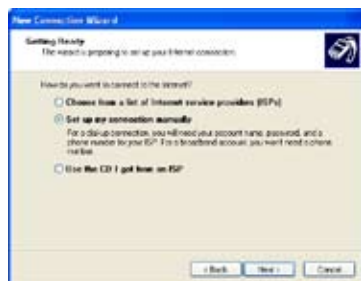 New Connection Wizard
Getting Ready
The wizard is preparing to set up your Internet connection.
How do you want to connect to the Internet?
Choose from a list of Internet service providers (ISPs)
Set up my connection manually
For a dial-up connection, you will need your account name, password, and a
phone number for your ISP. For a broadband account, you won't need a phone
number.
Use the CD I got from an ISP
< Back
Next >
Cancel